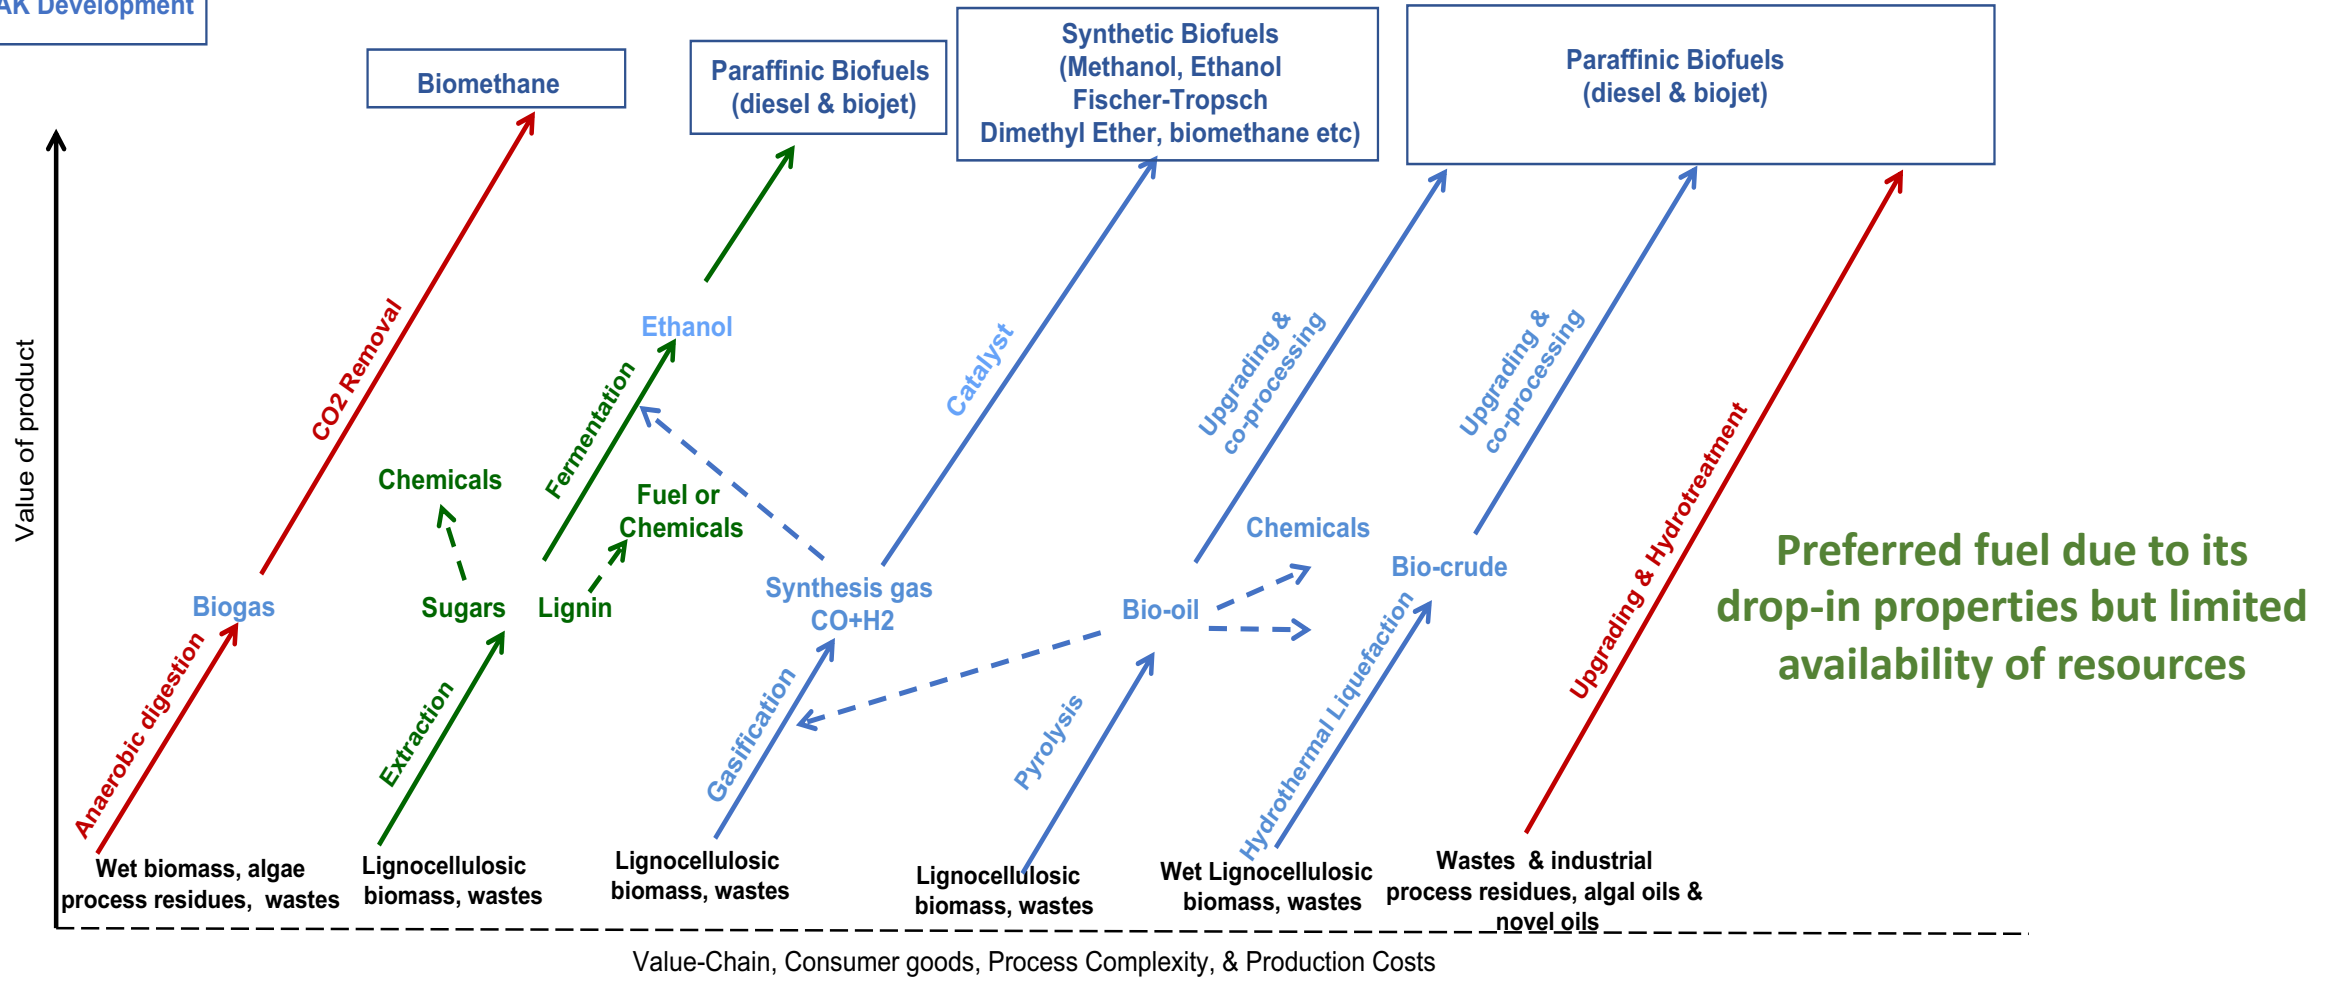 AK Development
Biomethane
Paraffinic Biofuels
(diesel & biojet)
Synthetic Biofuels
(Methanol, Ethanol
Fischer-Tropsch
Dimethyl Ether, biomethane etc)
Paraffinic Biofuels
(diesel & biojet)
Value of product
CO2 Removal
Ethanol
Fermentation
Catalyst
Upgrading &
co-processing
Upgrading &
co-processing
Upgrading & Hydrotreatment
Chemicals
Fuel or
Chemicals
Chemicals
Biogas
Sugars
Lignin
Synthesis gas
CO+H2
Bio-oil
Bio-crude
Preferred fuel due to its
drop-in properties but limited
availability of resources
Anaerobic digestion
Extraction
Gasification
Pyrolysis
Hydrothermal Liquefaction
Wet biomass, algae
process residues, wastes
Lignocellulosic
biomass, wastes
Lignocellulosic
biomass, wastes
Lignocellulosic
biomass, wastes
Wet Lignocellulosic
biomass, wastes
Wastes & industrial
process residues, algal oils &
novel oils
Value-Chain, Consumer goods, Process Complexity, & Production Costs